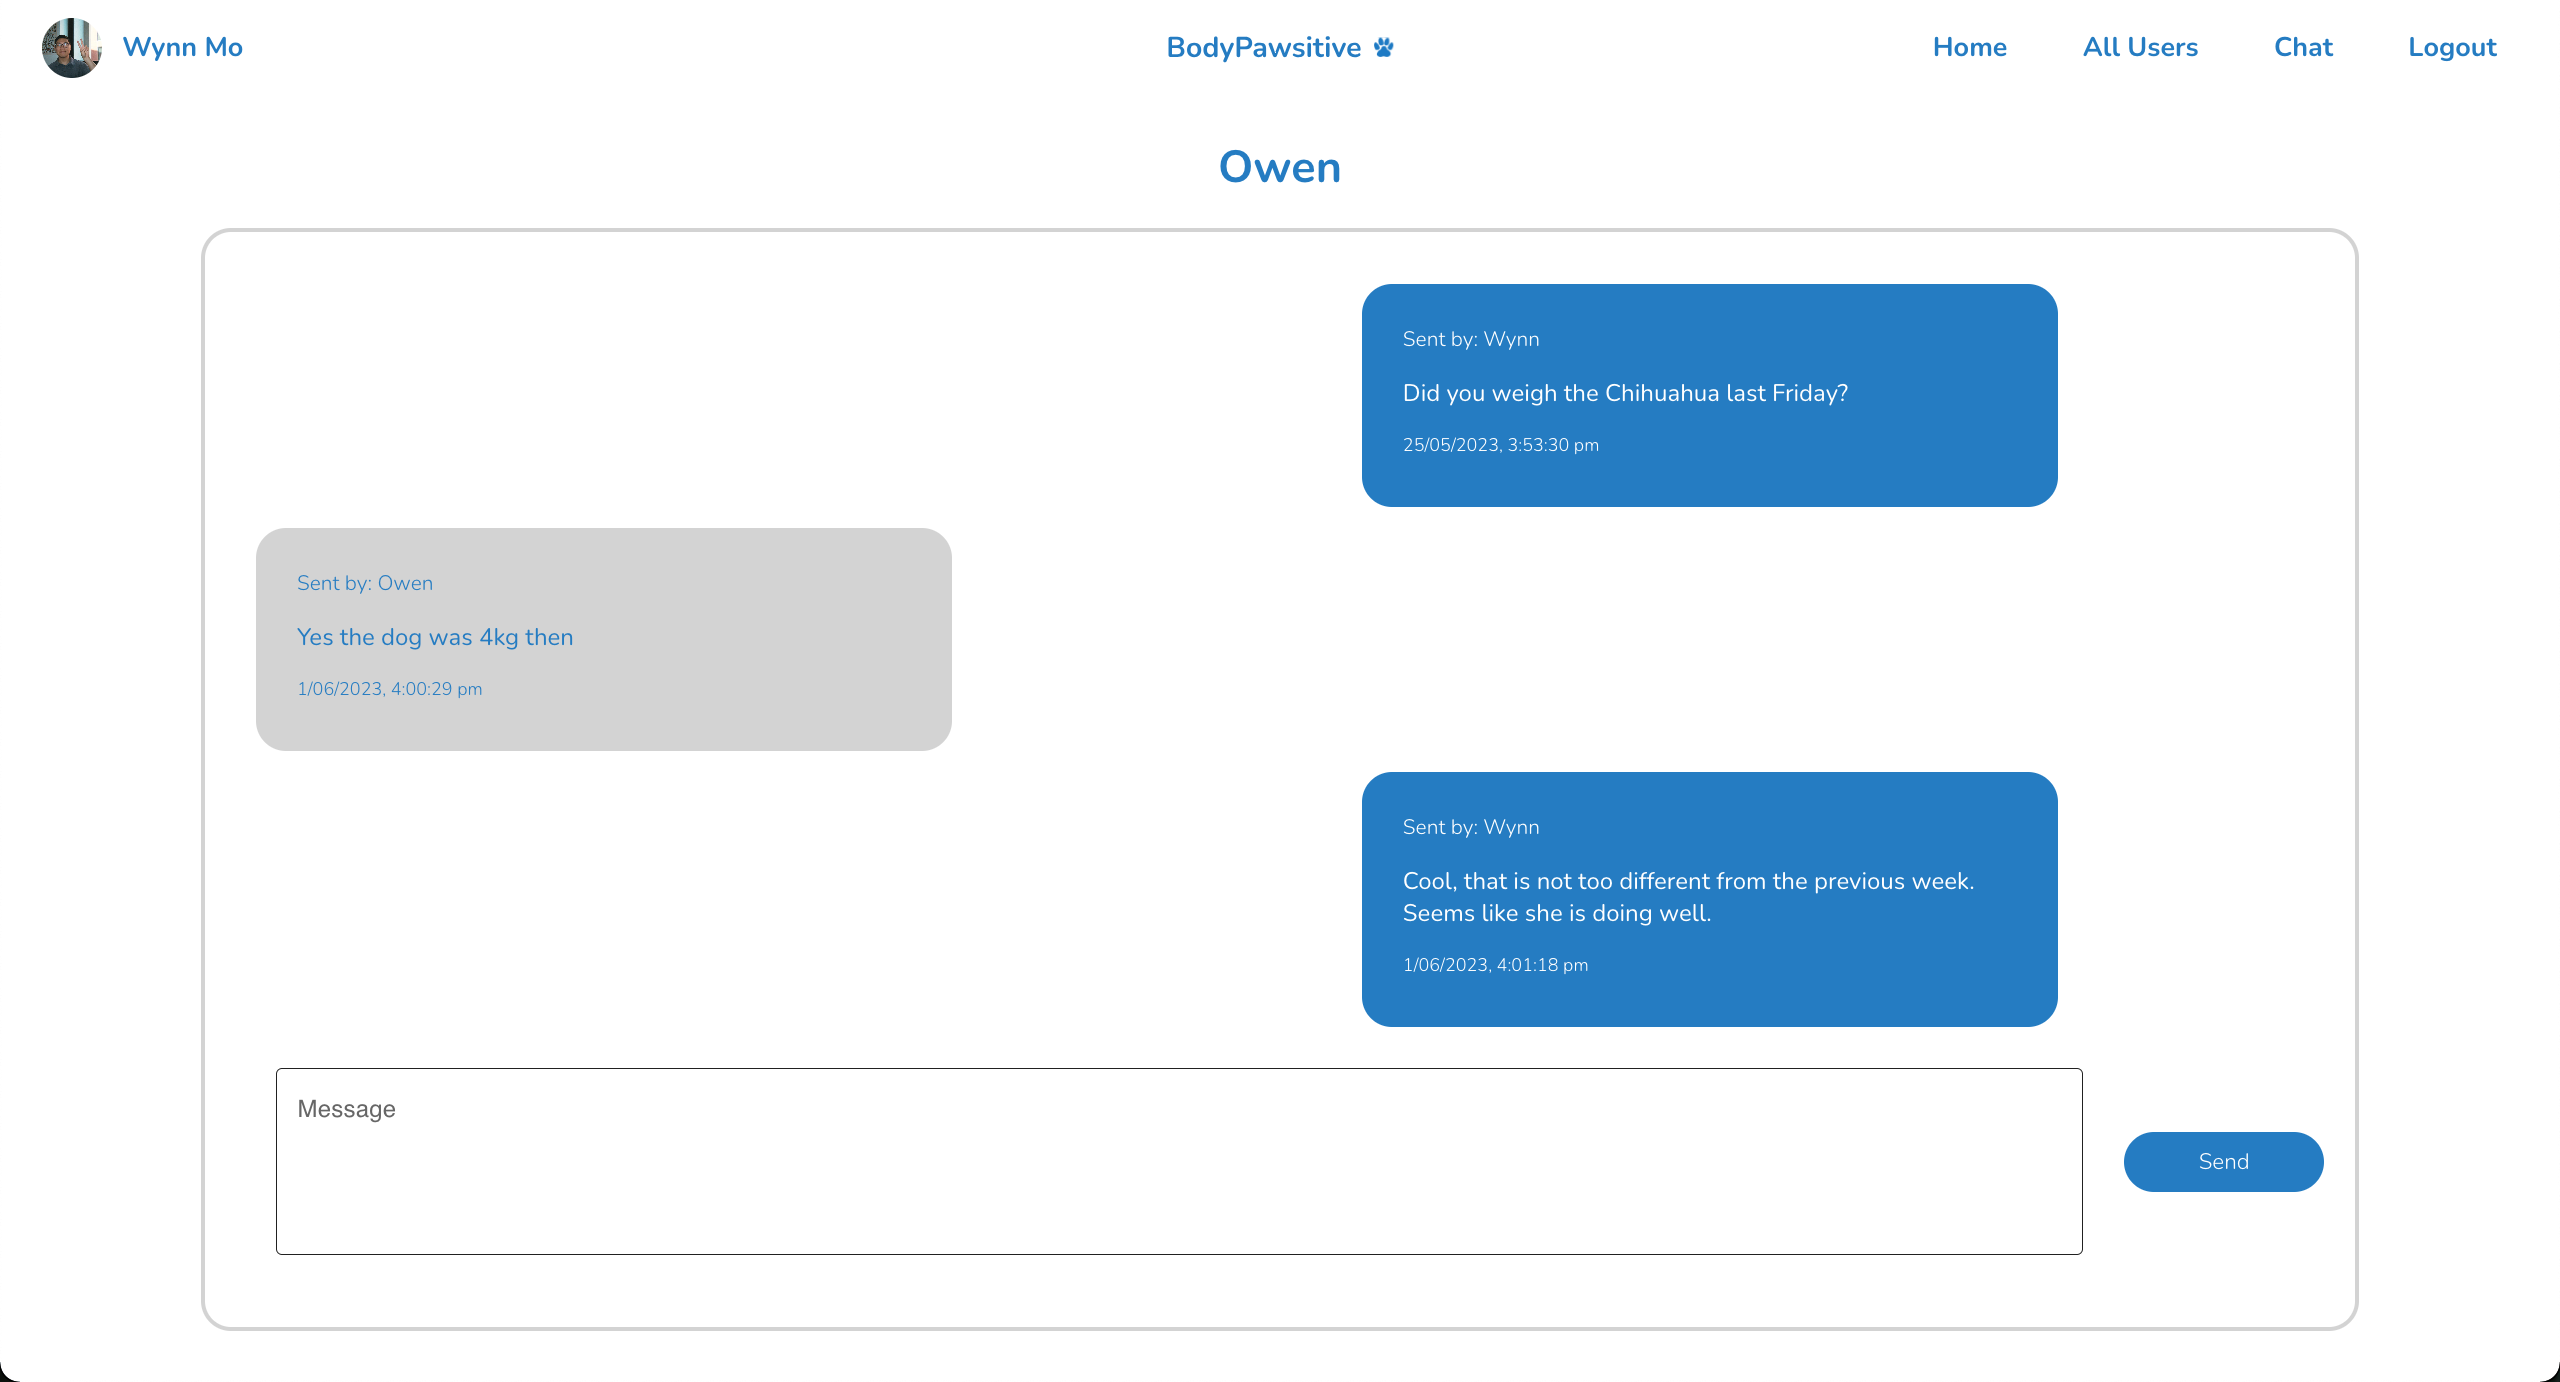 Wynn Mo
BodyPawsitive
Home
All Users
Chat
Logout
Owen
Sent by: Wynn
Did you weigh the Chihuahua last Friday?
25/05/2023, 3:53:30 pm
Sent by: Owen
Yes the dog was 4kg then
1/06/2023, 4:00:29 pm
Sent by: Wynn
Cool, that is not too different from the previous week.
Seems like she is doing well.
1/06/2023, 4:01:18 pm
Message
Send